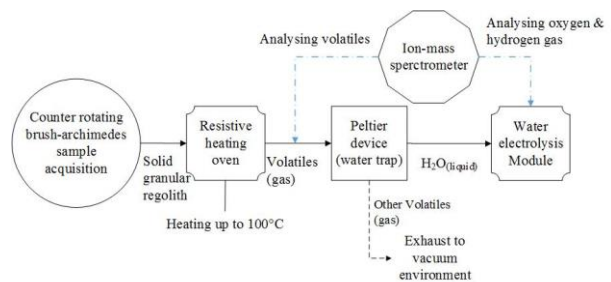 Analysing oxygen &
hydrogen gas
Analysing volatiles
Ion-mass
sperctrometer
Counter rotating
brush-archimedes
sample
acquisition
Solid
granular
regolith
Resistive
heating
oven
Heating up to 100°C
Volatiles
(gas)
Peltier
device
(water trap)
H₂O(liquid)
Water
electrolysis
Module
Other Volatiles
(gas)
Exhaust to
vacuum
environment